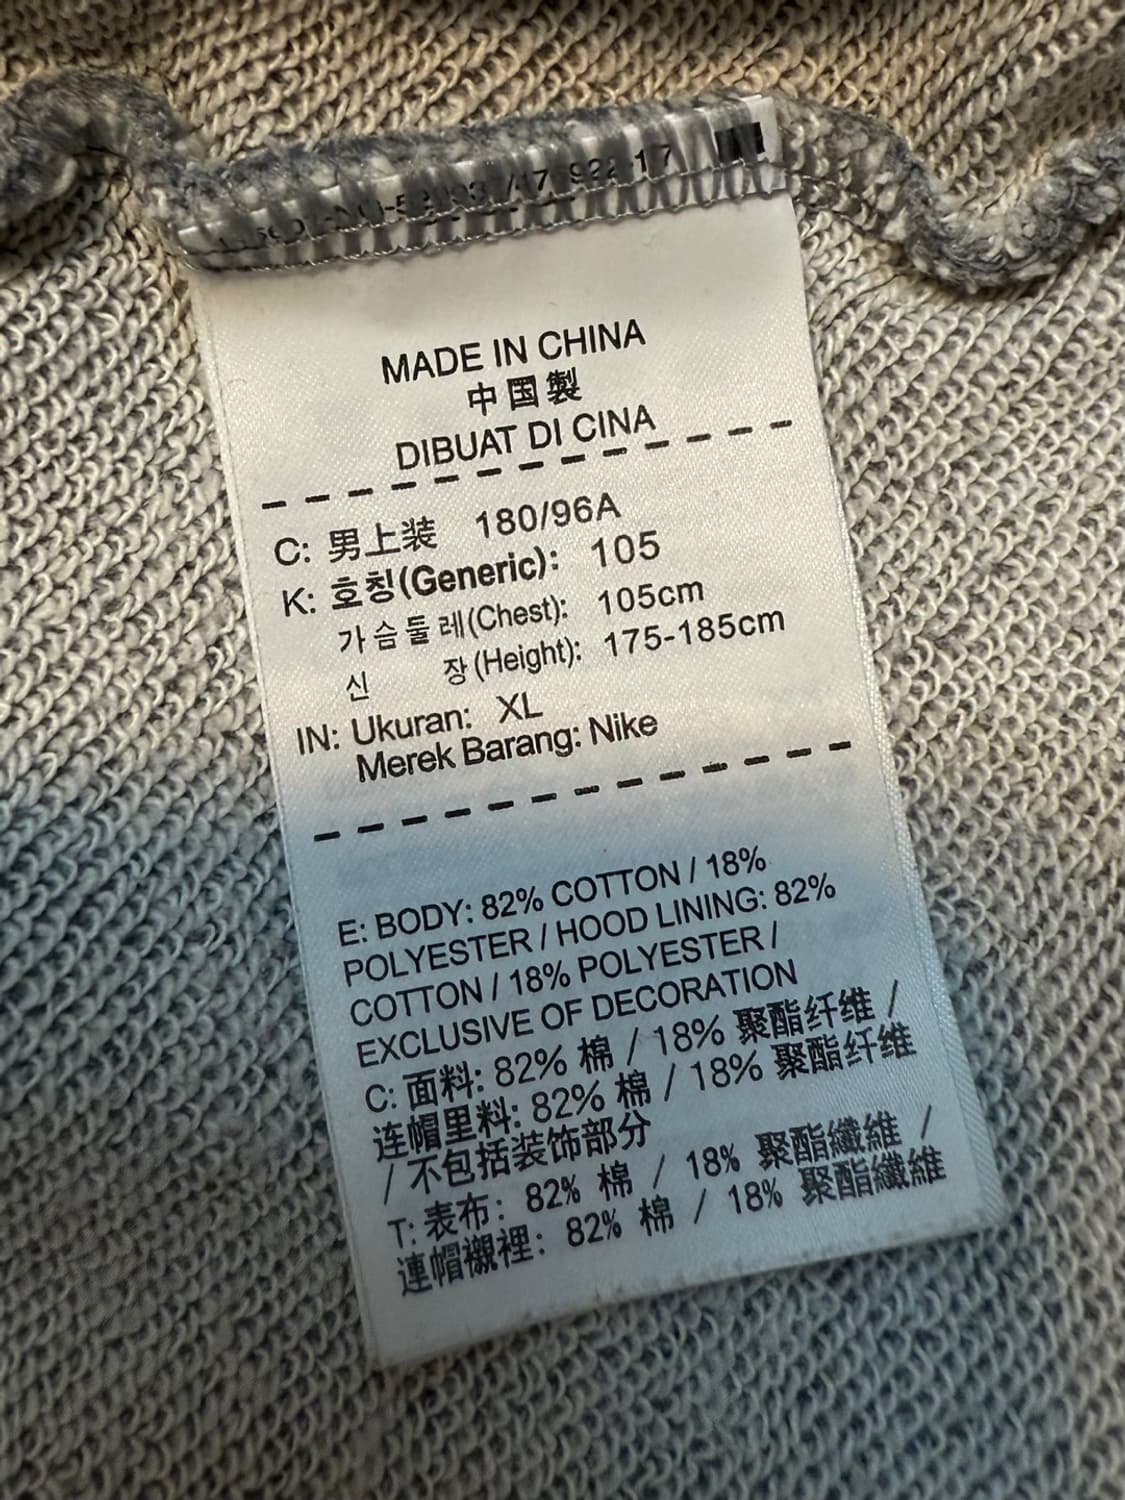 MADE IN CHINA
中国製
DIBUAT DI CINA
C: 男上装 180/96A
K: 호칭(Generic): 105
가슴둘레(Chest): 105cm
신 장(Height): 175-185cm
IN: Ukuran: XL
Merek Barang: Nike
E: BODY: 82% COTTON / 18%
POLYESTER / HOOD LINING: 82%
COTTON / 18% POLYESTER /
EXCLUSIVE OF DECORATION
C: 面料: 82% 棉 / 18% 聚酯纤维 /
连帽里料: 82% 棉 / 18% 聚酯纤维
/ 不包括装饰部分
T: 表布: 82% 棉 / 18% 聚酯纖維 /
連帽襯裡: 82% 棉 / 18% 聚酯纖維